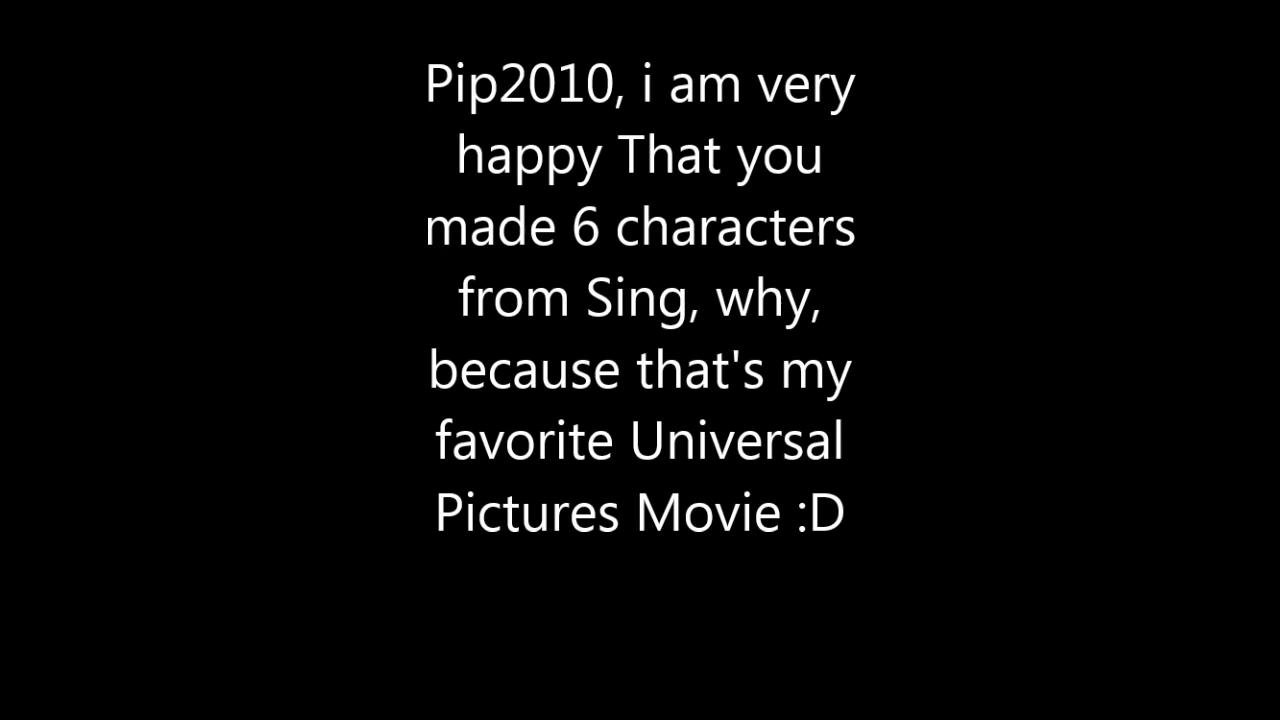 Pip2010, i am very
happy That you
made 6 characters
from Sing, why,
because that's my
favorite Universal
Pictures Movie :D